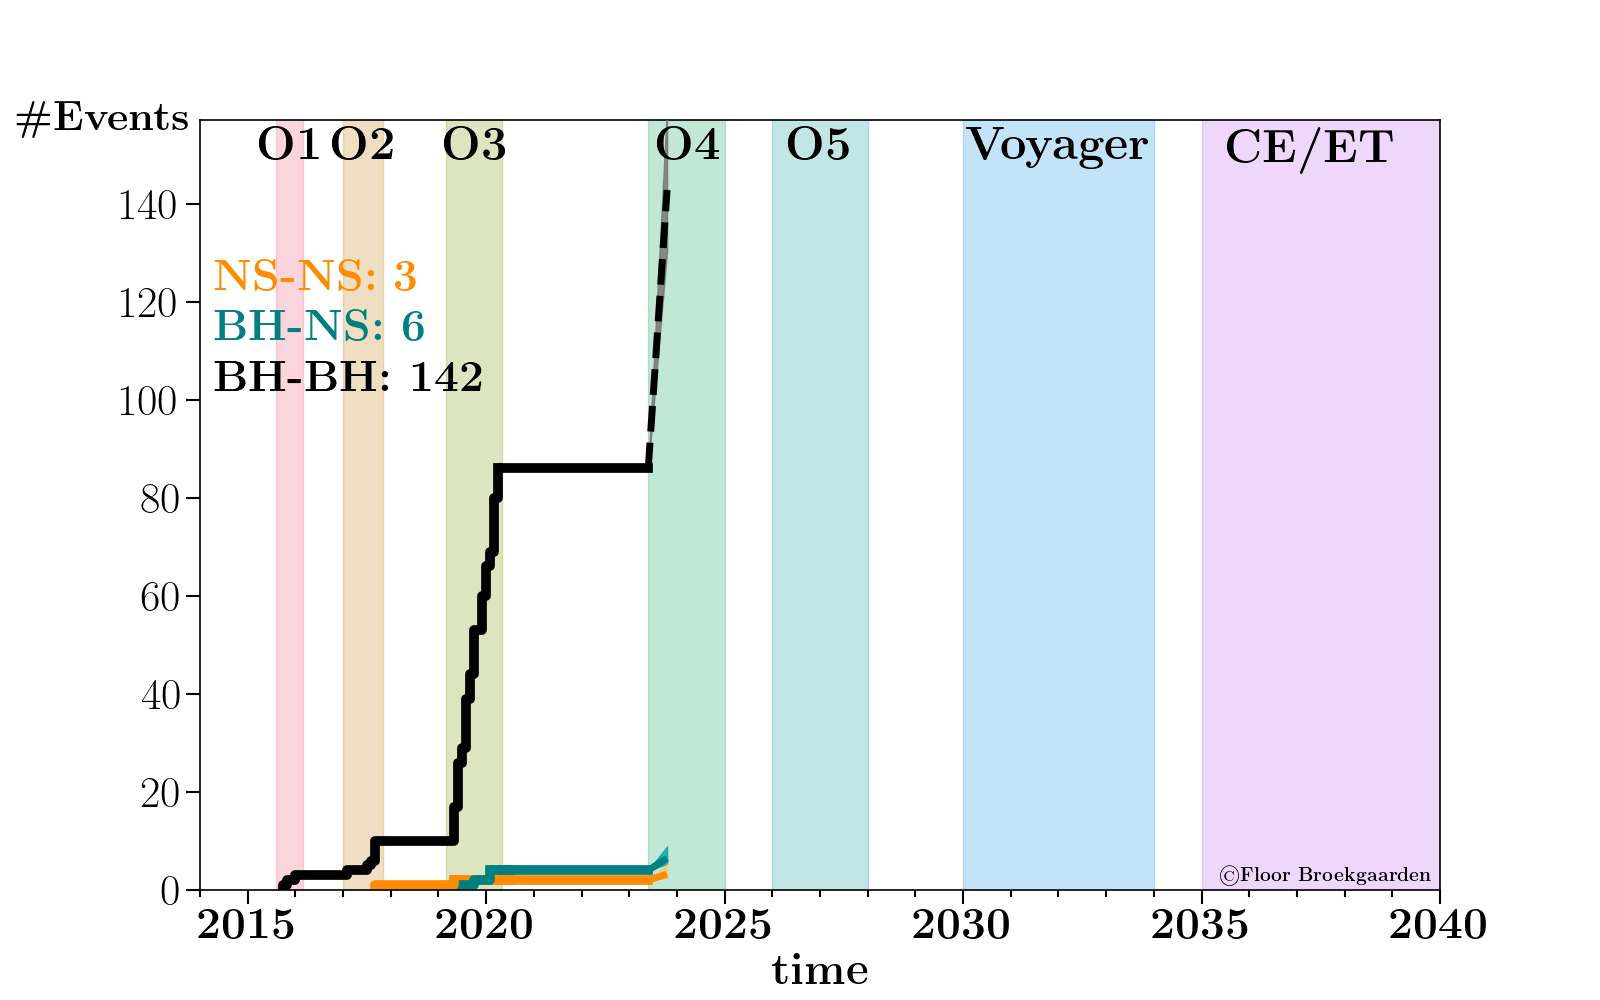 #Events
O1 O2 O3 O4 O5 Voyager CE/ET
140
NS-NS: 3
120
BH-NS: 6
BH-BH: 142
100
80
60
40
20
0
©Floor Broekgaarden
2015 2020 2025 2030 2035 2040
time